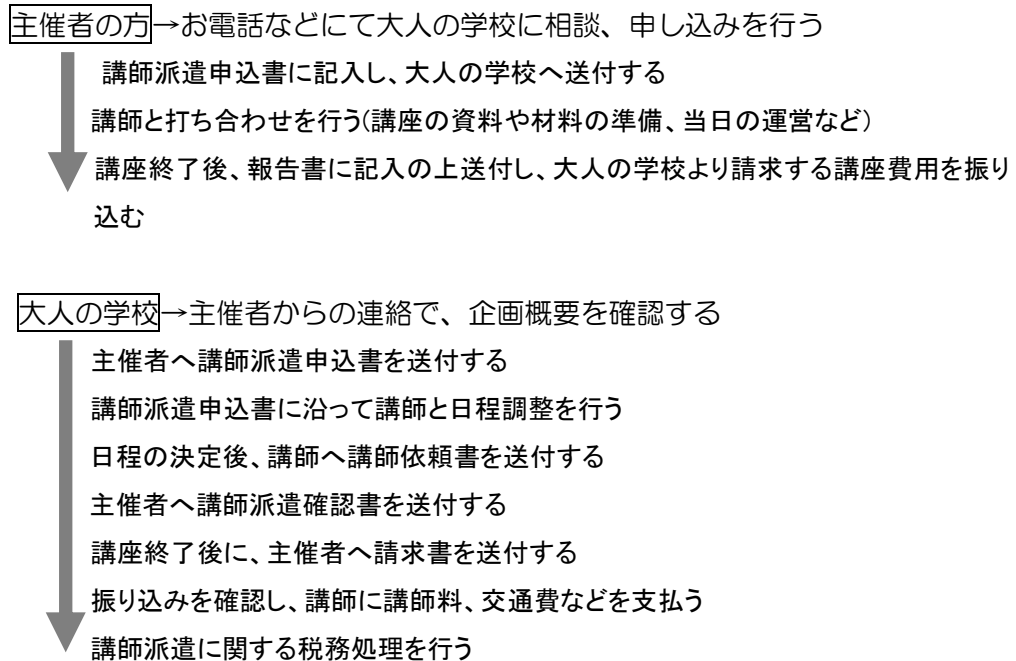 主催者の方→お電話などにて大人の学校に相談、申し込みを行う
講師派遣申込書に記入し、大人の学校へ送付する
講師と打ち合わせを行う(講座の資料や材料の準備、当日の運営など)
講座終了後、報告書に記入の上送付し、大人の学校より請求する講座費用を振り
込む
大人の学校→主催者からの連絡で、企画概要を確認する
主催者へ講師派遣申込書を送付する
講師派遣申込書に沿って講師と日程調整を行う
日程の決定後、講師へ講師依頼書を送付する
主催者へ講師派遣確認書を送付する
講座終了後に、主催者へ請求書を送付する
振り込みを確認し、講師に講師料、交通費などを支払う
講師派遣に関する税務処理を行う